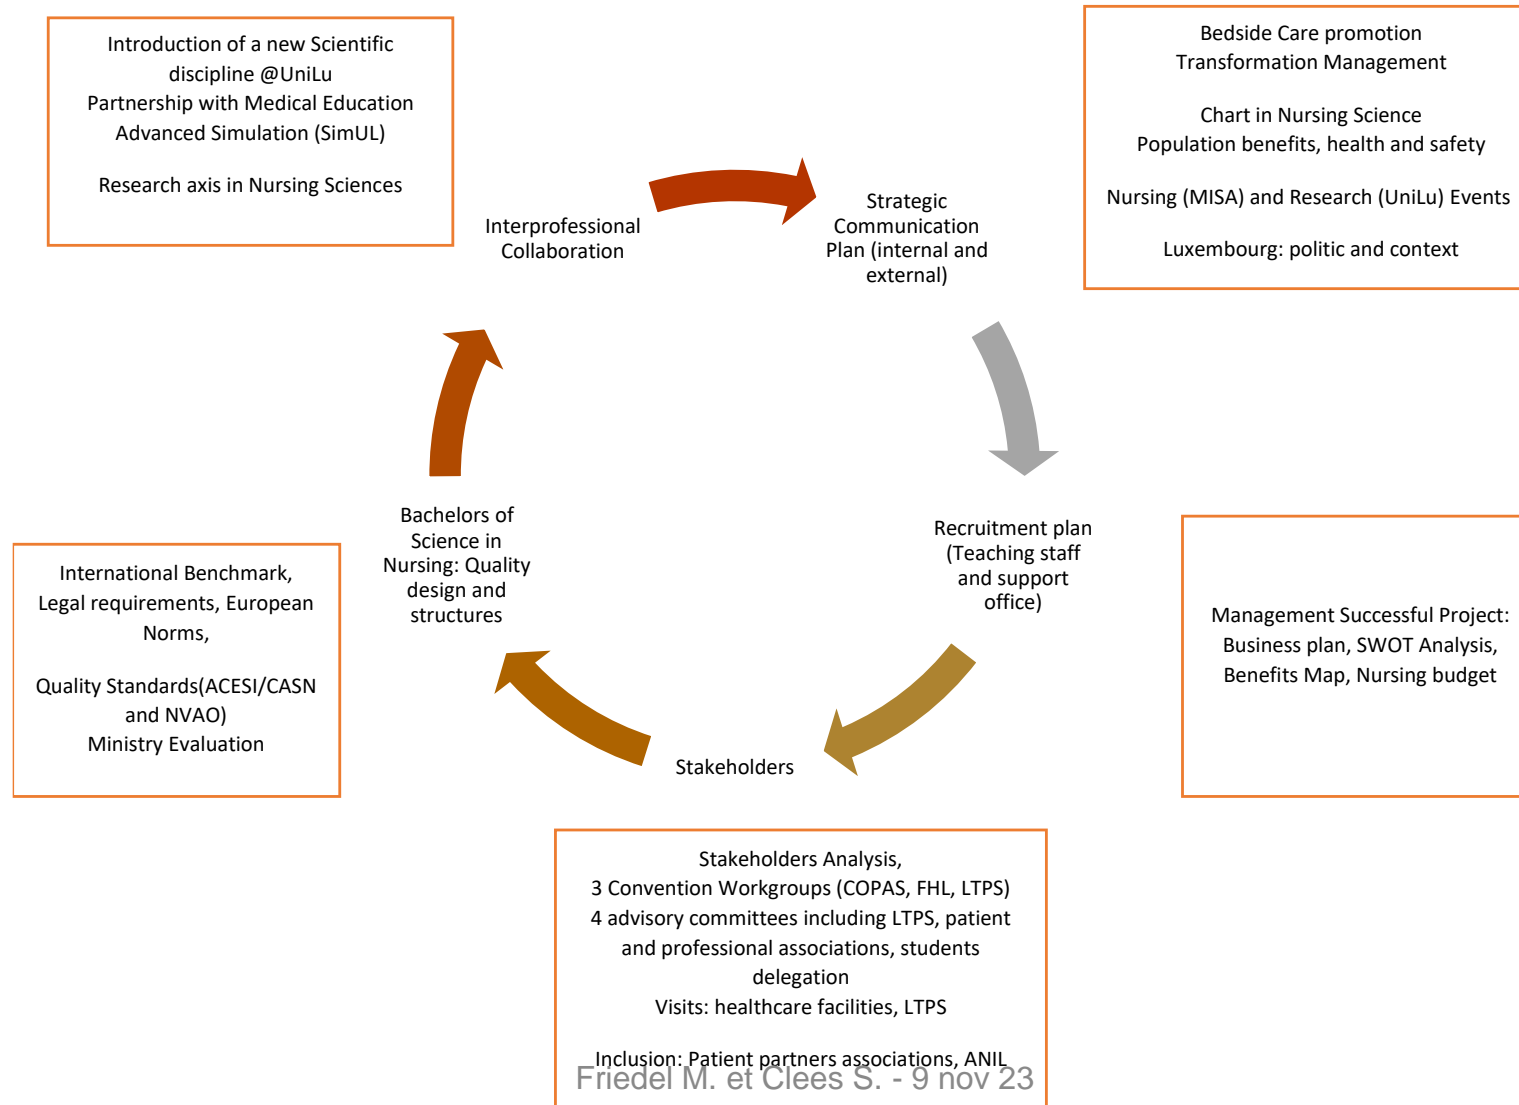 Introduction of a new Scientific
discipline @UniLu
Partnership with Medical Education
Advanced Simulation (SimUL)
Research axis in Nursing Sciences
Bedside Care promotion
Transformation Management
Chart in Nursing Science
Population benefits, health and safety
Nursing (MISA) and Research (UniLu) Events
Luxembourg: politic and context
Interprofessional
Collaboration
Strategic
Communication
Plan (internal and
external)
Bachelors of
Science in
Nursing: Quality
design and
structures
Recruitment plan
(Teaching staff
and support
office)
International Benchmark,
Legal requirements, European
Norms,
Quality Standards(ACESI/CASN
and NVAO)
Ministry Evaluation
Management Successful Project:
Business plan, SWOT Analysis,
Benefits Map, Nursing budget
Stakeholders
Stakeholders Analysis,
3 Convention Workgroups (COPAS, FHL, LTPS)
4 advisory committees including LTPS, patient
and professional associations, students
delegation
Visits: healthcare facilities, LTPS
Inclusion: Patient partners associations, ANIL
Friedel M. et Clees S. - 9 nov 23